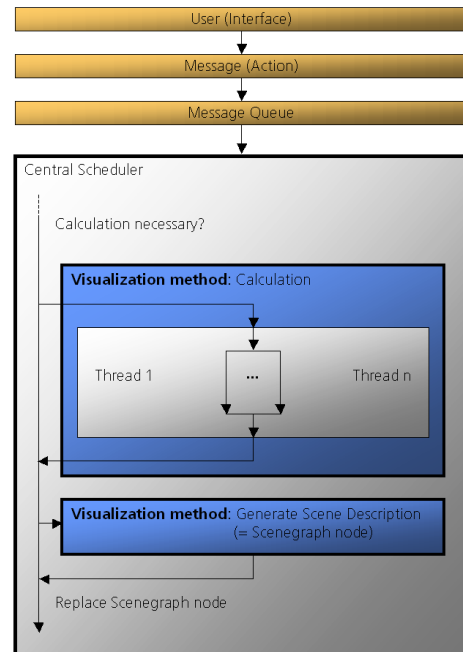 User (Interface)
Message (Action)
Message Queue
Central Scheduler
Calculation necessary?
Visualization method: Calculation
Thread 1
...
Thread n
Visualization method: Generate Scene Description
(= Scenegraph node)
Replace Scenegraph node